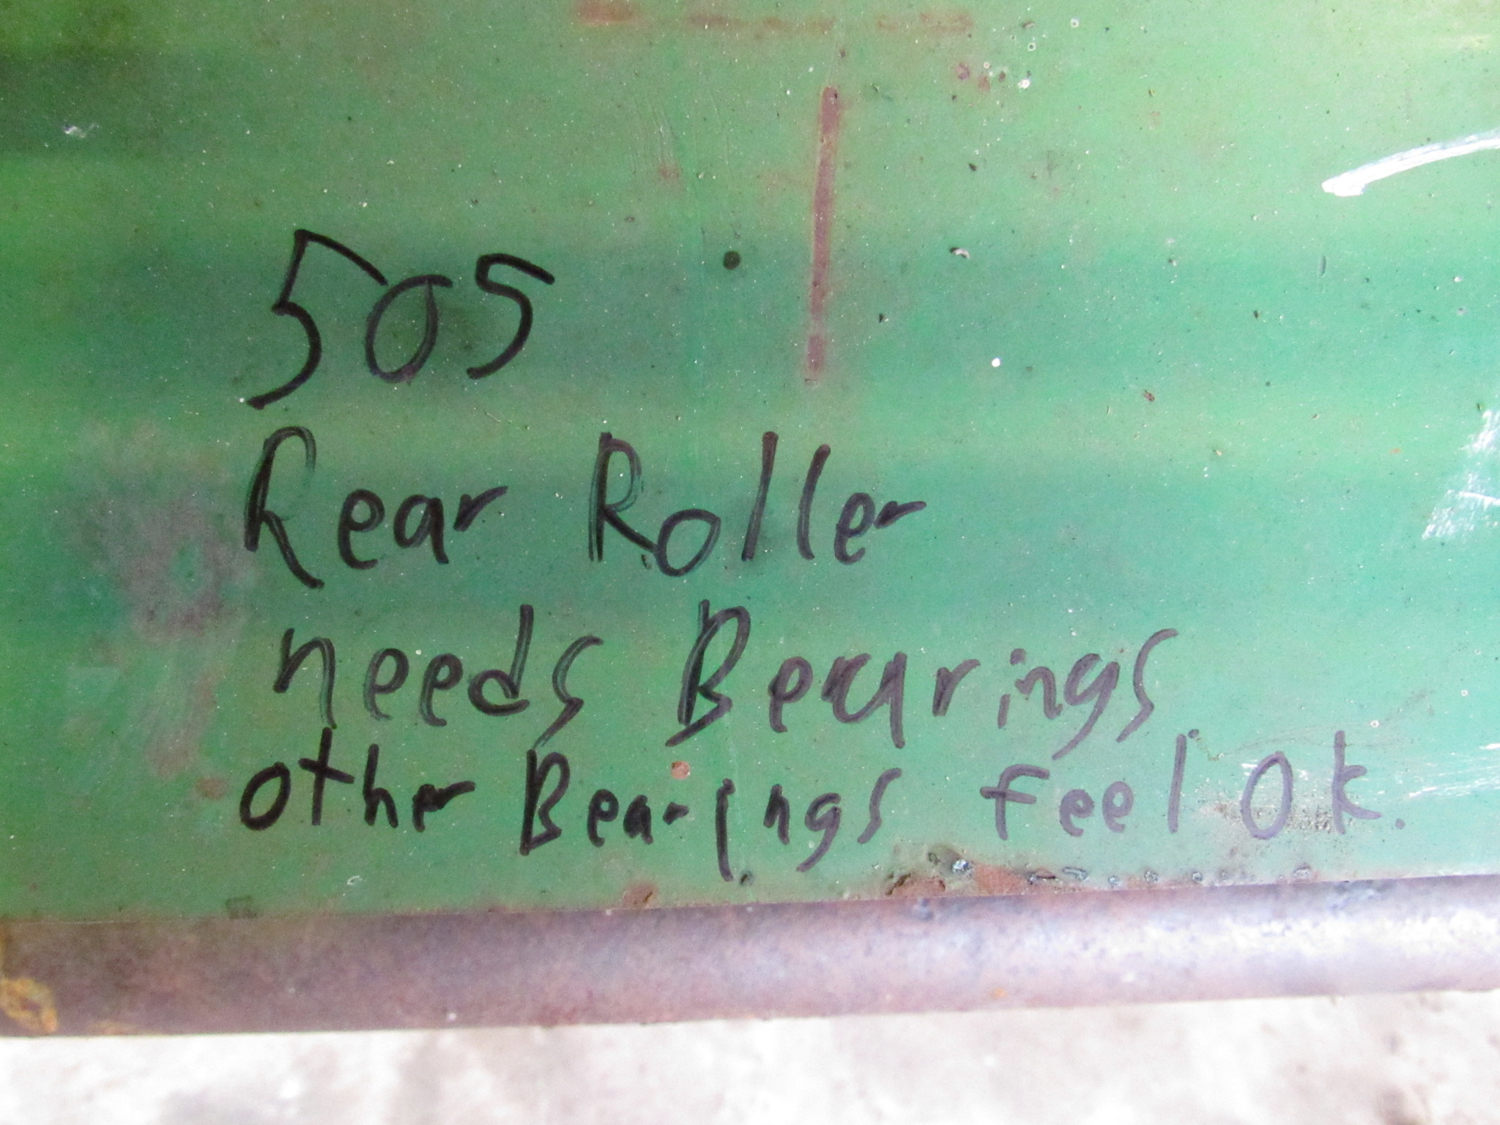 505
Rear Roller
needs Bearings
other Bearings feel Ok.